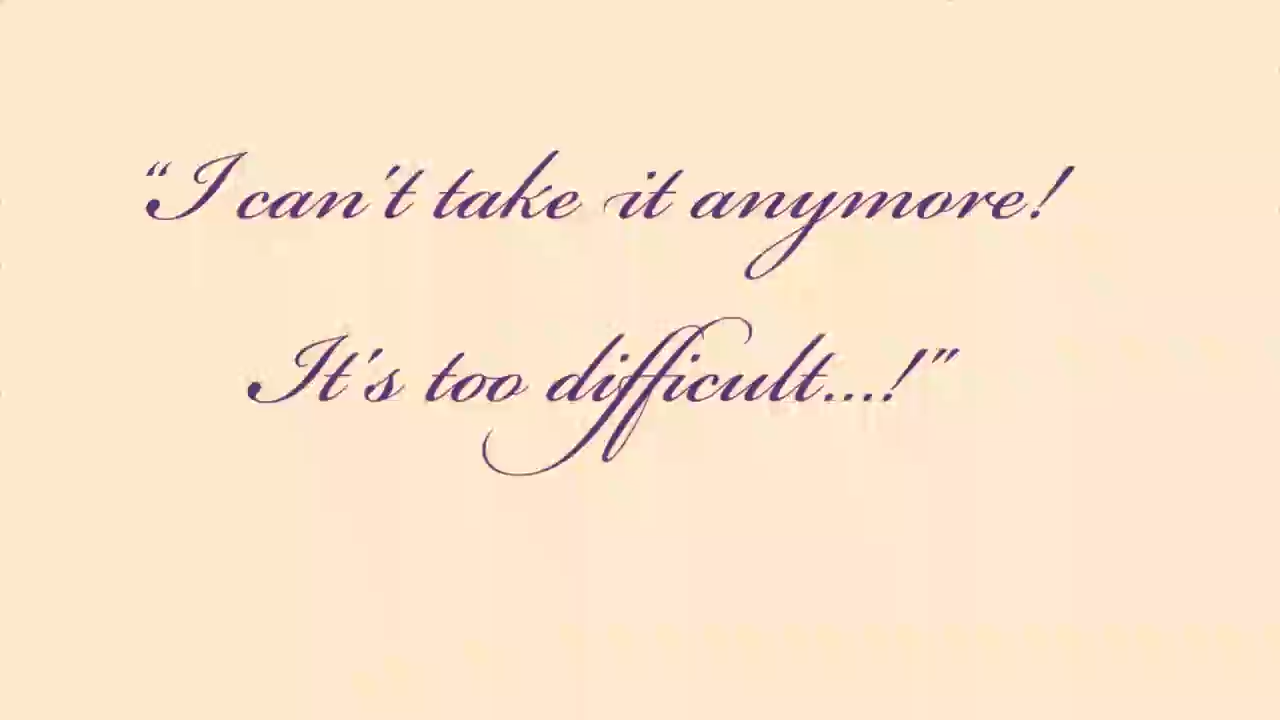 “I can't take it anymore!
It's too difficult...!”